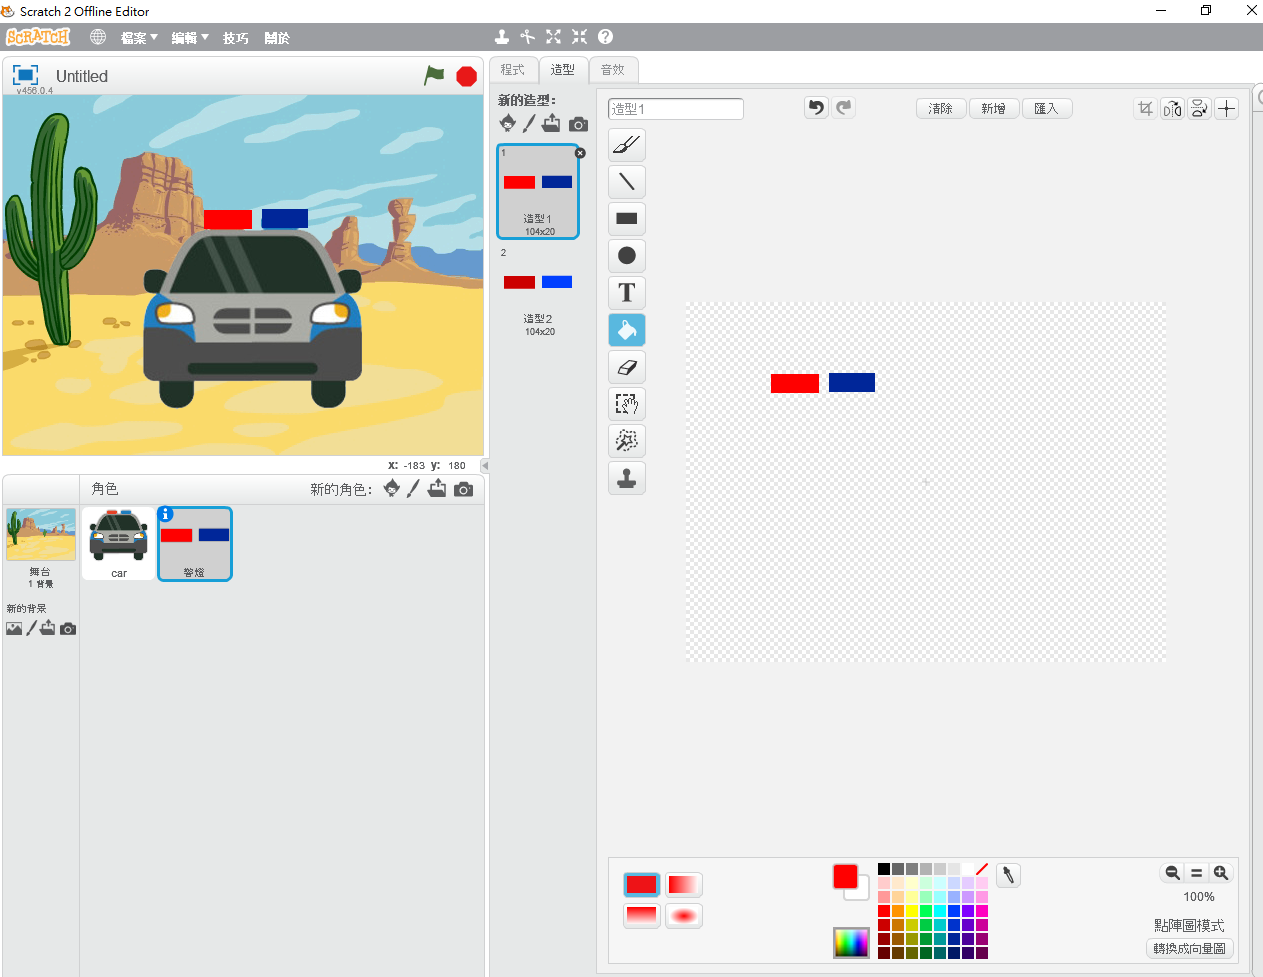 Scratch 2 Offline Editor
SCRATCH 檔案 編輯 技巧 關於
Untitled
v456.0.4
程式 造型 音效
新的造型:
造型1
清除 新增 匯入
1
造型1
104x20
2
造型2
104x20
T
x: -183 y: 180
角色
新的角色:
舞台
1 背景
新的背景
car
警燈
100%
點陣圖模式
轉換成向量圖